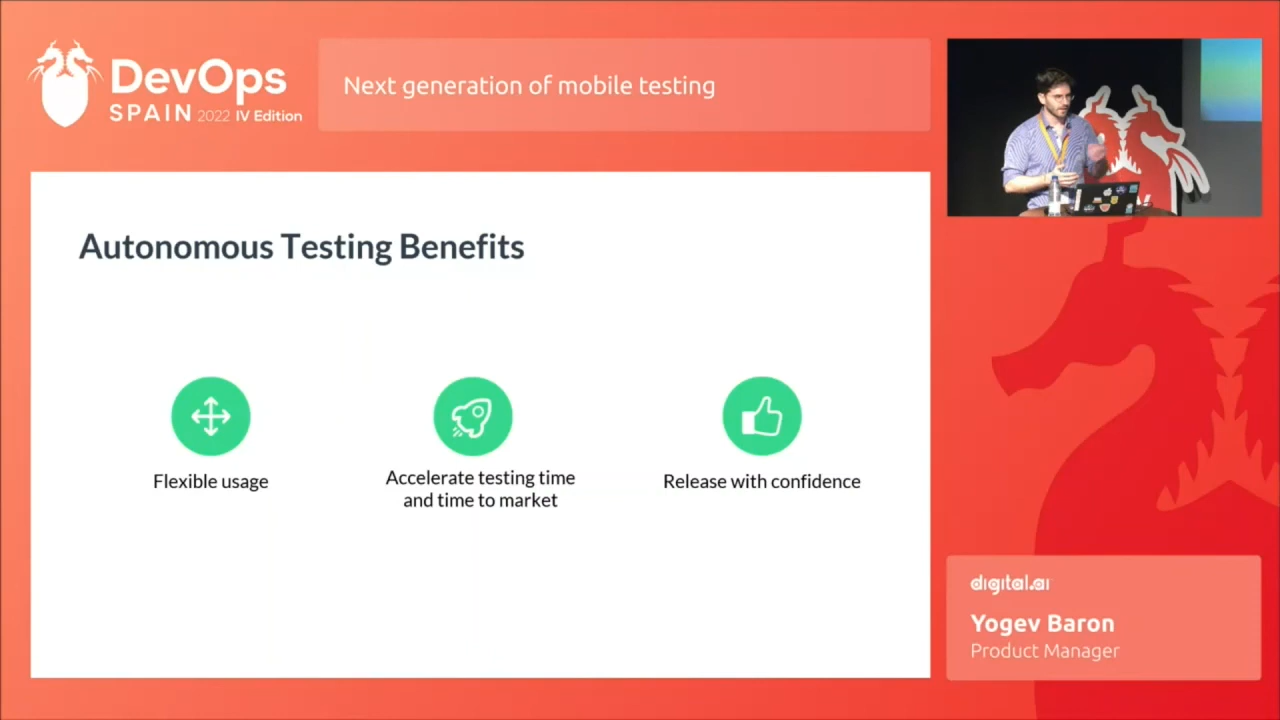 DevOps
SPAIN 2022 IV Edition
Next generation of mobile testing
Autonomous Testing Benefits
Flexible usage
Accelerate testing time
and time to market
Release with confidence
digital.ai
Yogev Baron
Product Manager